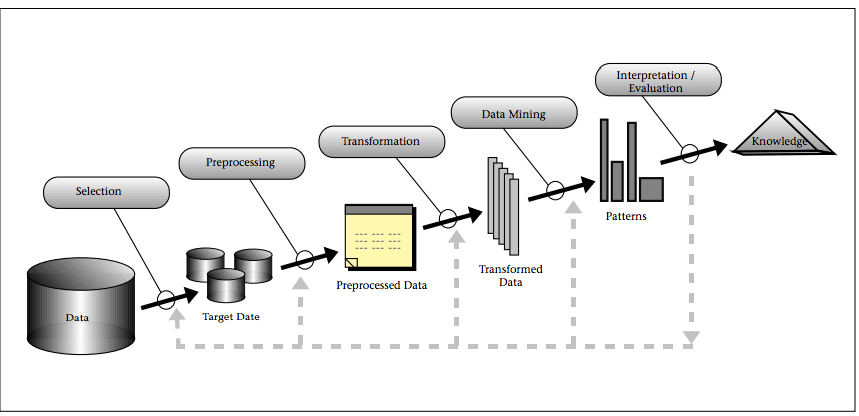 Interpretation /
Evaluation
Data Mining
Transformation
Preprocessing
Selection
Knowledge
Patterns
Transformed
Data
Preprocessed Data
Target Date
Data